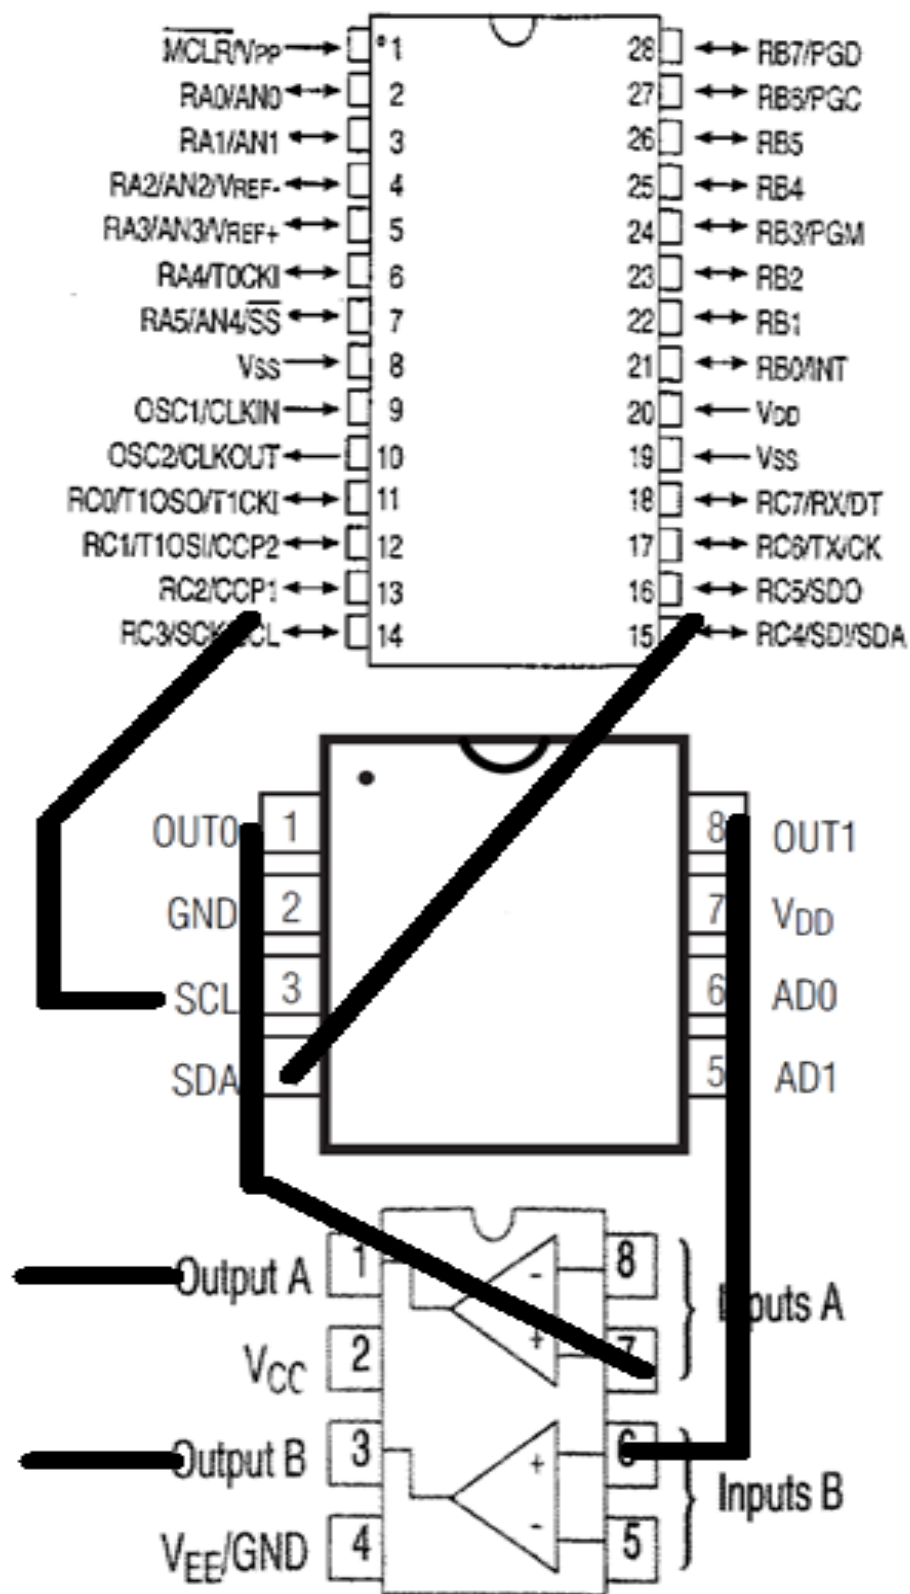 MCLR/VPP 1 28 RB7/PGD
RA0/AN0 2 27 RB6/PGC
RA1/AN1 3 26 RB5
RA2/AN2/VREF- 4 25 RB4
RA3/AN3/VREF+ 5 24 RB3/PGM
RA4/T0CKI 6 23 RB2
RA5/AN4/SS 7 22 RB1
VSS 8 21 RB0/INT
OSC1/CLKIN 9 20 VDD
OSC2/CLKOUT 10 19 VSS
RC0/T1OSO/T1CKI 11 18 RC7/RX/DT
RC1/T1OSI/CCP2 12 17 RC6/TX/CK
RC2/CCP1 13 16 RC5/SDO
RC3/SCK/SCL 14 15 RC4/SDI/SDA
OUT0 1 8 OUT1
GND 2 7 VDD
SCL 3 6 AD0
SDA 5 AD1
Output A 1 - 8 Inputs A
VCC 2 + 7
Output B 3 + 6 Inputs B
VEE/GND 4 - 5